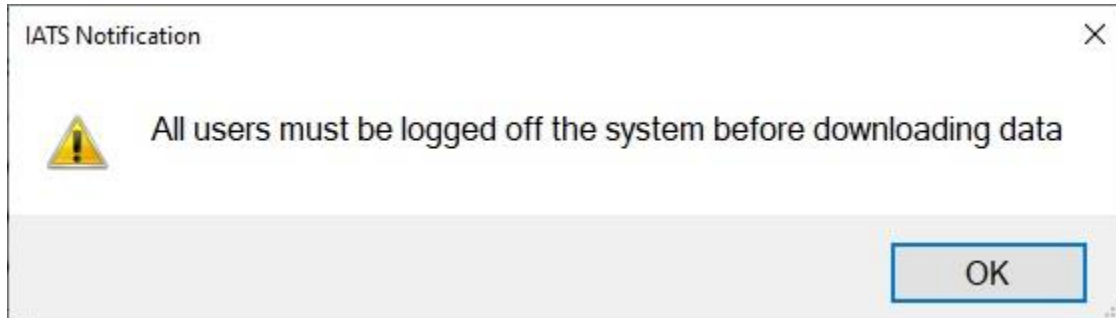 IATS Notification
All users must be logged off the system before downloading data
OK